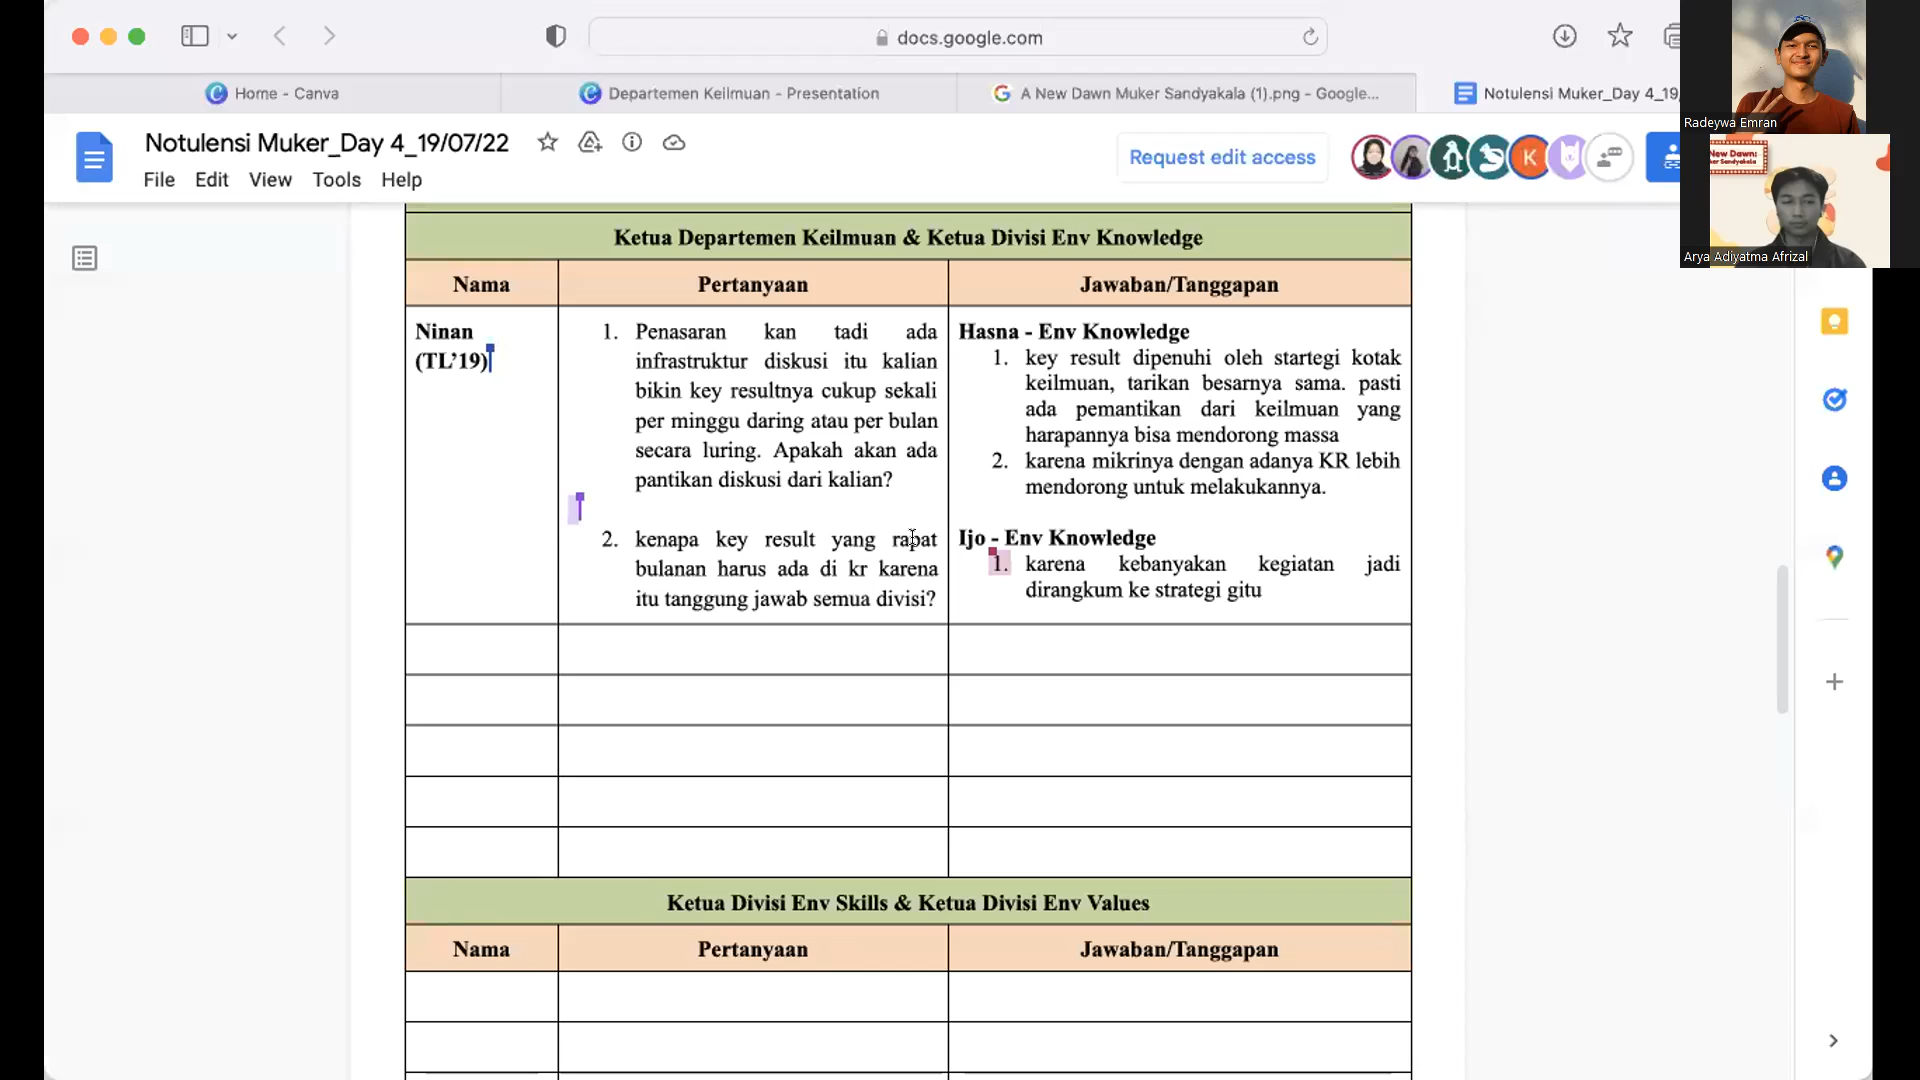 docs.google.com
Home - Canva
Departemen Keilmuan - Presentation
A New Dawn Muker Sandyakala (1).png - Google...
Notulensi Muker_Day 4_19
Notulensi Muker_Day 4_19/07/22
File Edit View Tools Help
Request edit access
K
Radeywa Emran
New Dawn:
Sandyakala
Arya Adiyatma Afrizal
Ketua Departemen Keilmuan & Ketua Divisi Env Knowledge
Nama
Pertanyaan
Jawaban/Tanggapan
Ninan
(TL'19)
1. Penasaran kan tadi ada
infrastruktur diskusi itu kalian
bikin key resultnya cukup sekali
per minggu daring atau per bulan
secara luring. Apakah akan ada
pantikan diskusi dari kalian?
2. kenapa key result yang rapat
bulanan harus ada di kr karena
itu tanggung jawab semua divisi?
Hasna - Env Knowledge
1. key result dipenuhi oleh startegi kotak
keilmuan, tarikan besarnya sama. pasti
ada pemantikan dari keilmuan yang
harapannya bisa mendorong massa
2. karena mikrinya dengan adanya KR lebih
mendorong untuk melakukannya.
Ijo - Env Knowledge
1. karena kebanyakan kegiatan jadi
dirangkum ke strategi gitu
Ketua Divisi Env Skills & Ketua Divisi Env Values
Nama
Pertanyaan
Jawaban/Tanggapan